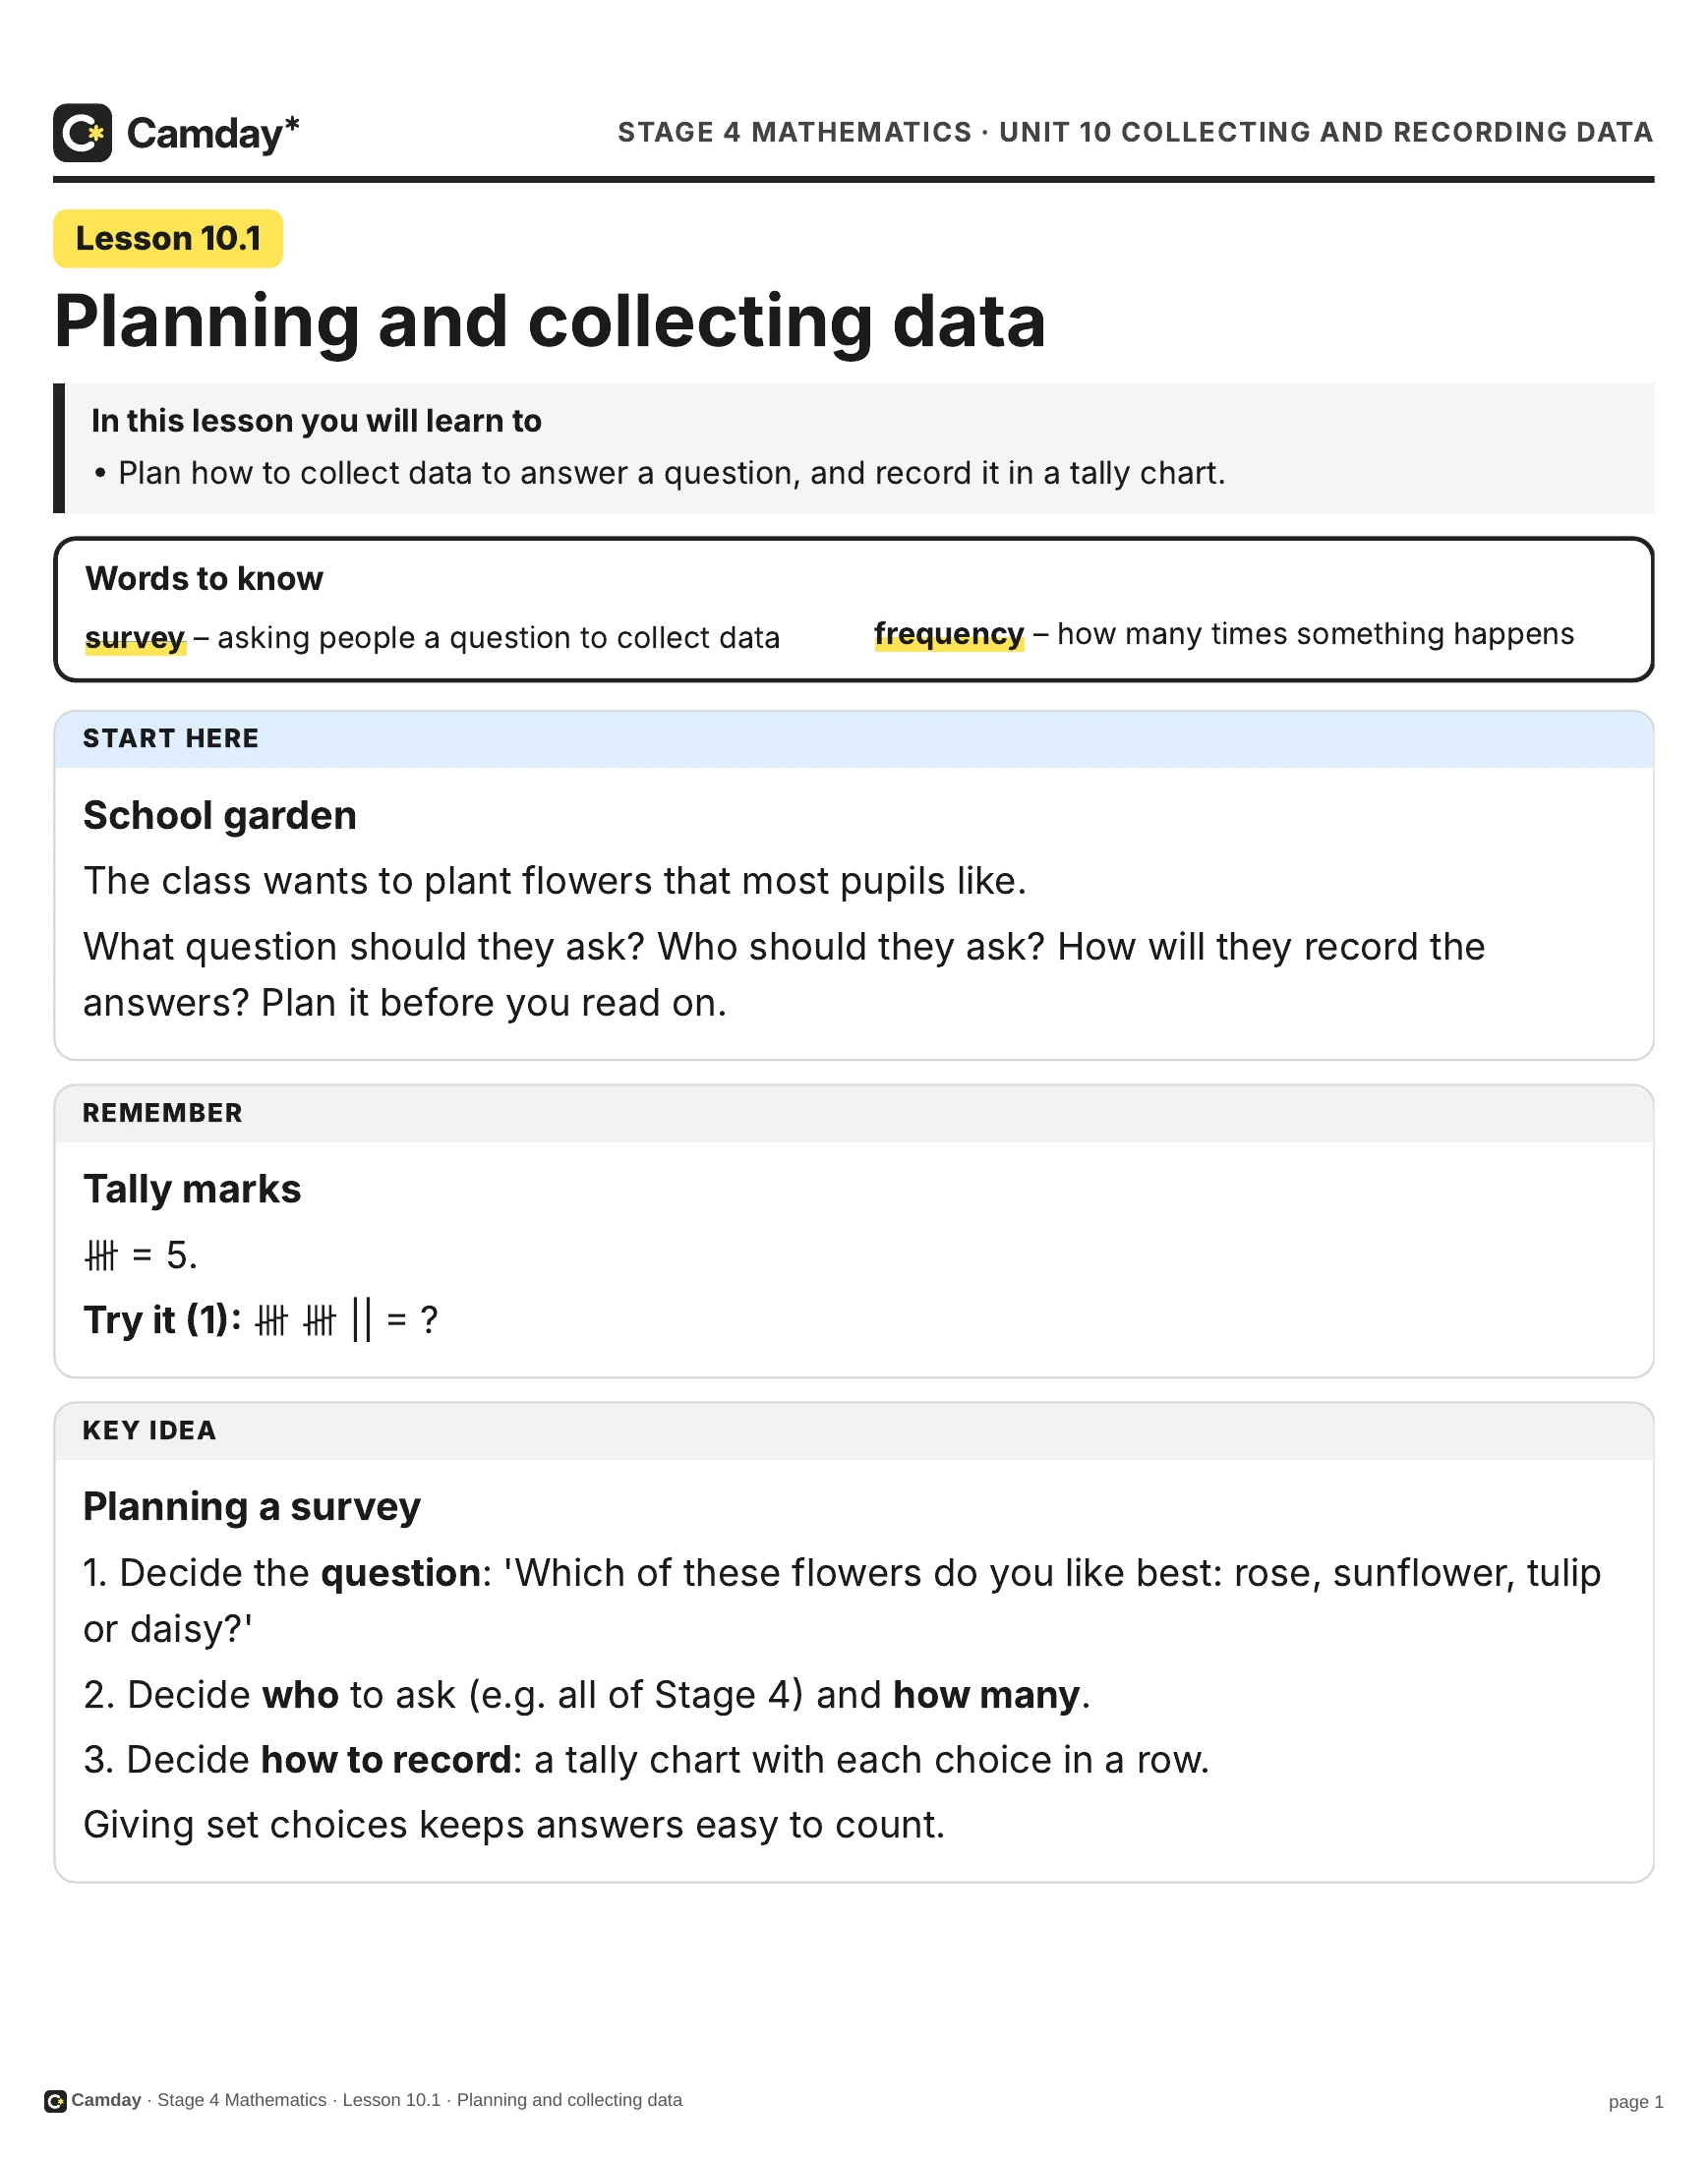 Camday*
STAGE 4 MATHEMATICS · UNIT 10 COLLECTING AND RECORDING DATA
Lesson 10.1
Planning and collecting data
In this lesson you will learn to
• Plan how to collect data to answer a question, and record it in a tally chart.
Words to know
survey – asking people a question to collect data
frequency – how many times something happens
START HERE
School garden
The class wants to plant flowers that most pupils like.
What question should they ask? Who should they ask? How will they record the
answers? Plan it before you read on.
REMEMBER
Tally marks
卌 = 5.
Try it (1): 卌 卌 || = ?
KEY IDEA
Planning a survey
1. Decide the question: 'Which of these flowers do you like best: rose, sunflower, tulip
or daisy?'
2. Decide who to ask (e.g. all of Stage 4) and how many.
3. Decide how to record: a tally chart with each choice in a row.
Giving set choices keeps answers easy to count.
Camday · Stage 4 Mathematics · Lesson 10.1 · Planning and collecting data
page 1